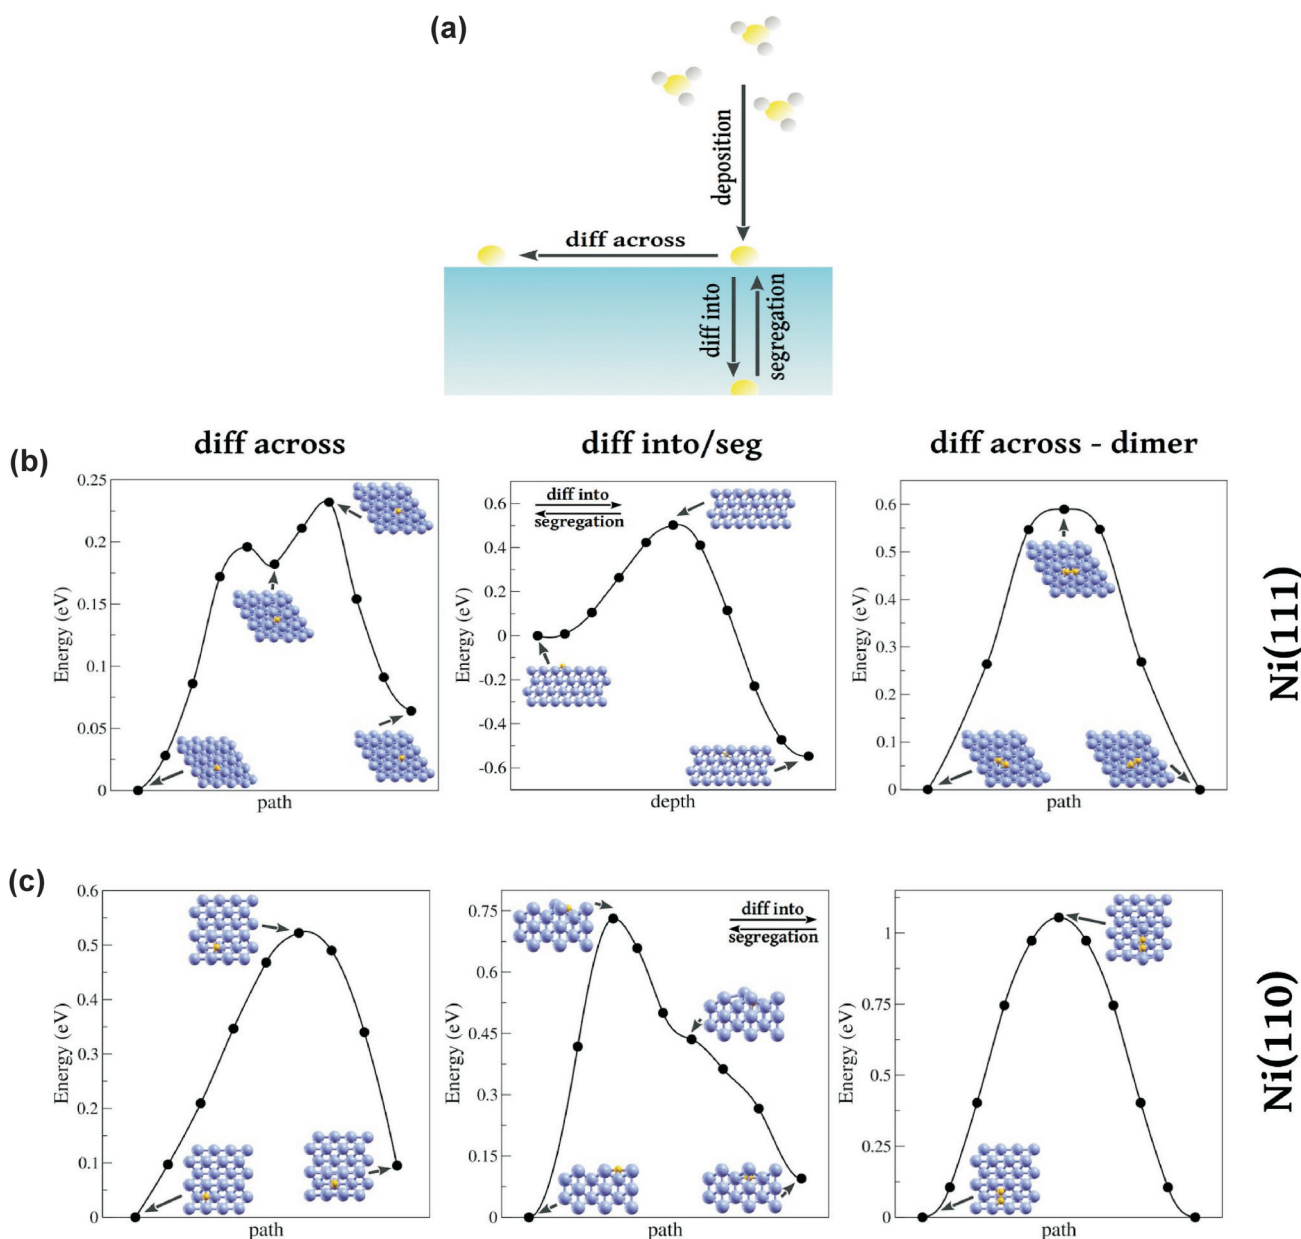 (a)
deposition
diff across
diff into
segregation
diff across
diff into/seg
diff across - dimer
(b)
Energy (eV)
0.25
0.2
0.15
0.1
0.05
0
path
Energy (eV)
0.6
0.4
0.2
0
-0.2
-0.4
-0.6
diff into
segregation
depth
Energy (eV)
0.6
0.5
0.4
0.3
0.2
0.1
0
path
Ni(111)
(c)
Energy (eV)
0.6
0.5
0.4
0.3
0.2
0.1
0
path
Energy (eV)
0.75
0.6
0.45
0.3
0.15
0
diff into
segregation
path
Energy (eV)
1
0.75
0.5
0.25
0
path
Ni(110)